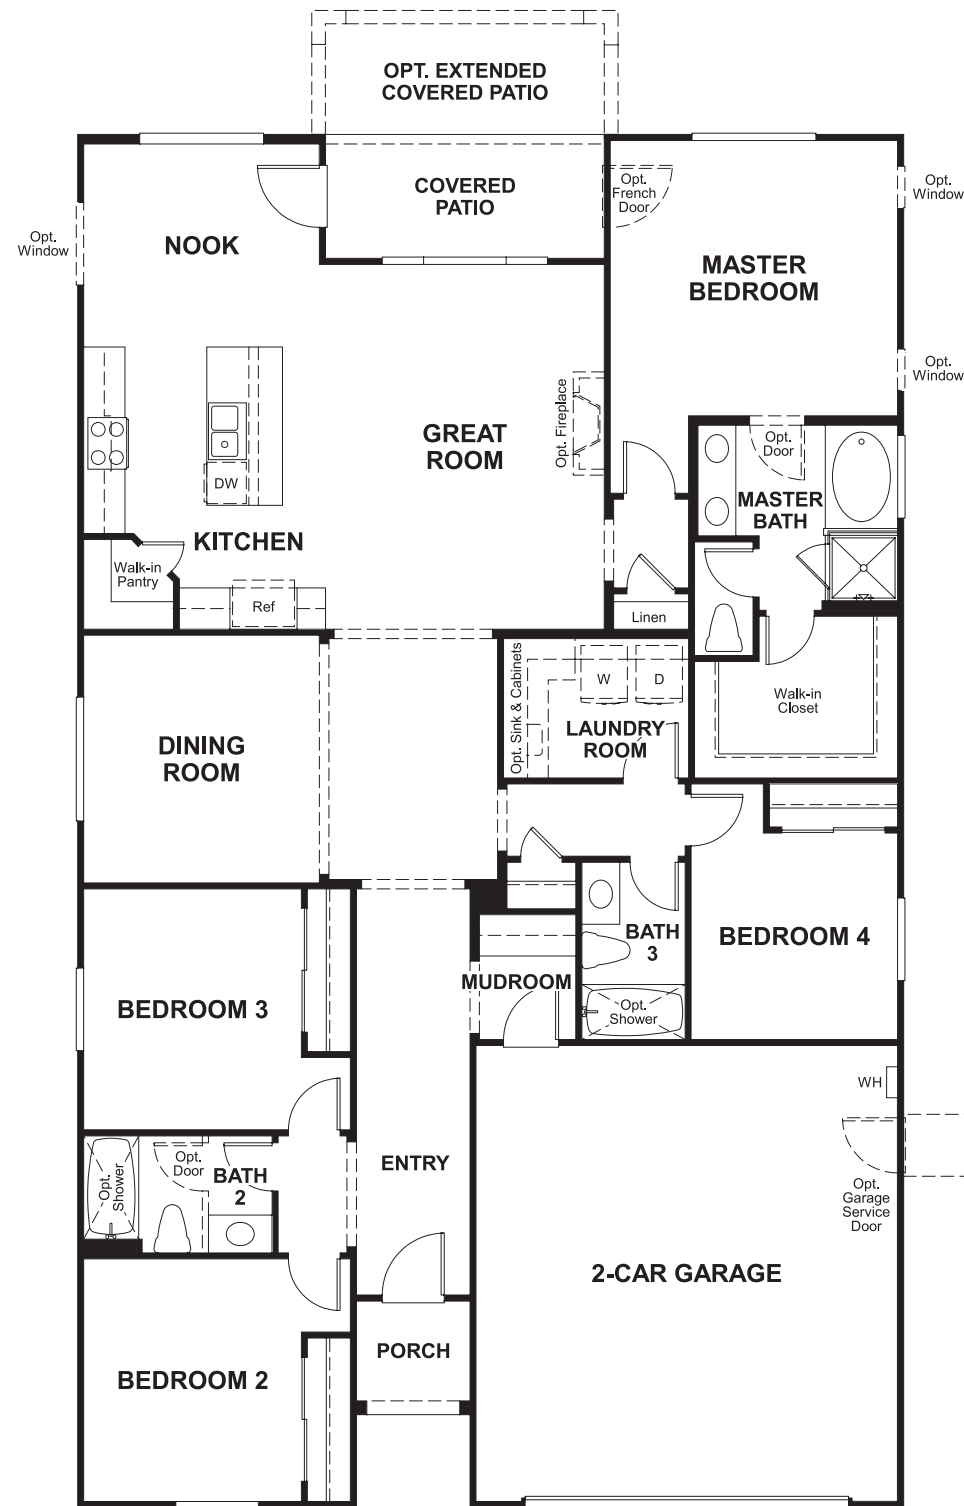 OPT. EXTENDED
COVERED PATIO
COVERED
PATIO
Opt.
French
Door
Opt.
Window
Opt.
Window
NOOK
MASTER
BEDROOM
Opt.
Window
Opt. Fireplace
GREAT
ROOM
Opt.
Door
DW
MASTER
BATH
KITCHEN
Walk-in
Pantry
Ref
Linen
Opt. Sink & Cabinets
W
D
Walk-in
Closet
LAUNDRY
ROOM
DINING
ROOM
BATH
3
BEDROOM 4
MUDROOM
BEDROOM 3
Opt.
Shower
WH
Opt.
Shower
Opt.
Door
BATH
2
ENTRY
Opt.
Garage
Service
Door
2-CAR GARAGE
PORCH
BEDROOM 2